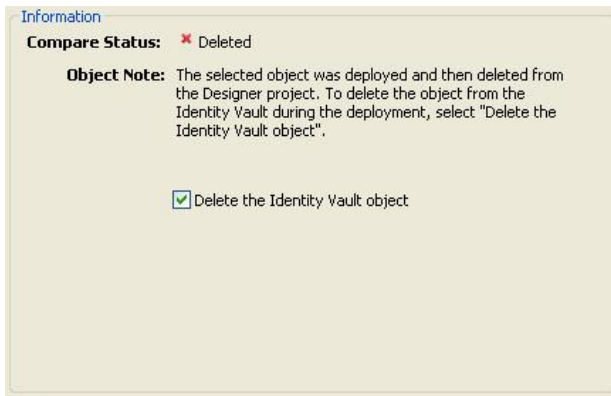 Information
Compare Status: Deleted
Object Note: The selected object was deployed and then deleted from
the Designer project. To delete the object from the
Identity Vault during the deployment, select "Delete the
Identity Vault object".
Delete the Identity Vault object